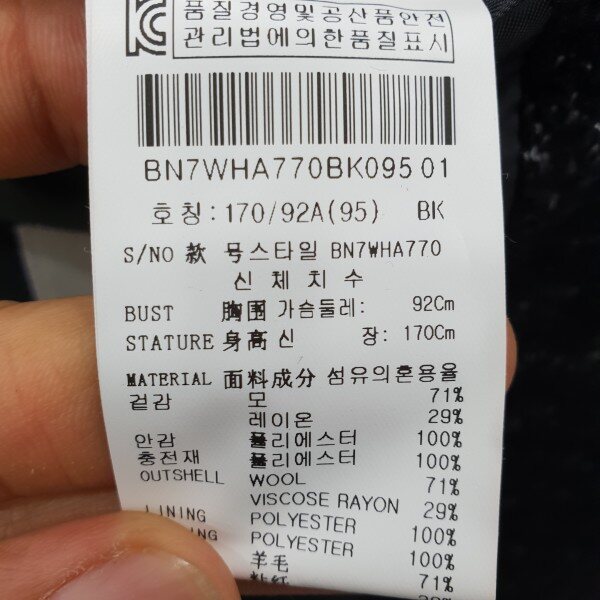 품질경영및공산품안전
관리법에의한품질표시
BN7WHA770BK095 01
호칭:170/92A(95) BK
S/NO 款 号스타일 BN7WHA770
신체치수
BUST 胸围 가슴둘레: 92Cm
STATURE 身高 신 장: 170Cm
MATERIAL 面料成分 섬유의혼용율
겉감 모 71%
레이온 29%
안감 폴리에스터 100%
충전재 폴리에스터 100%
OUTSHELL WOOL 71%
VISCOSE RAYON 29%
LINING POLYESTER 100%
POLYESTER 100%
羊毛 71%